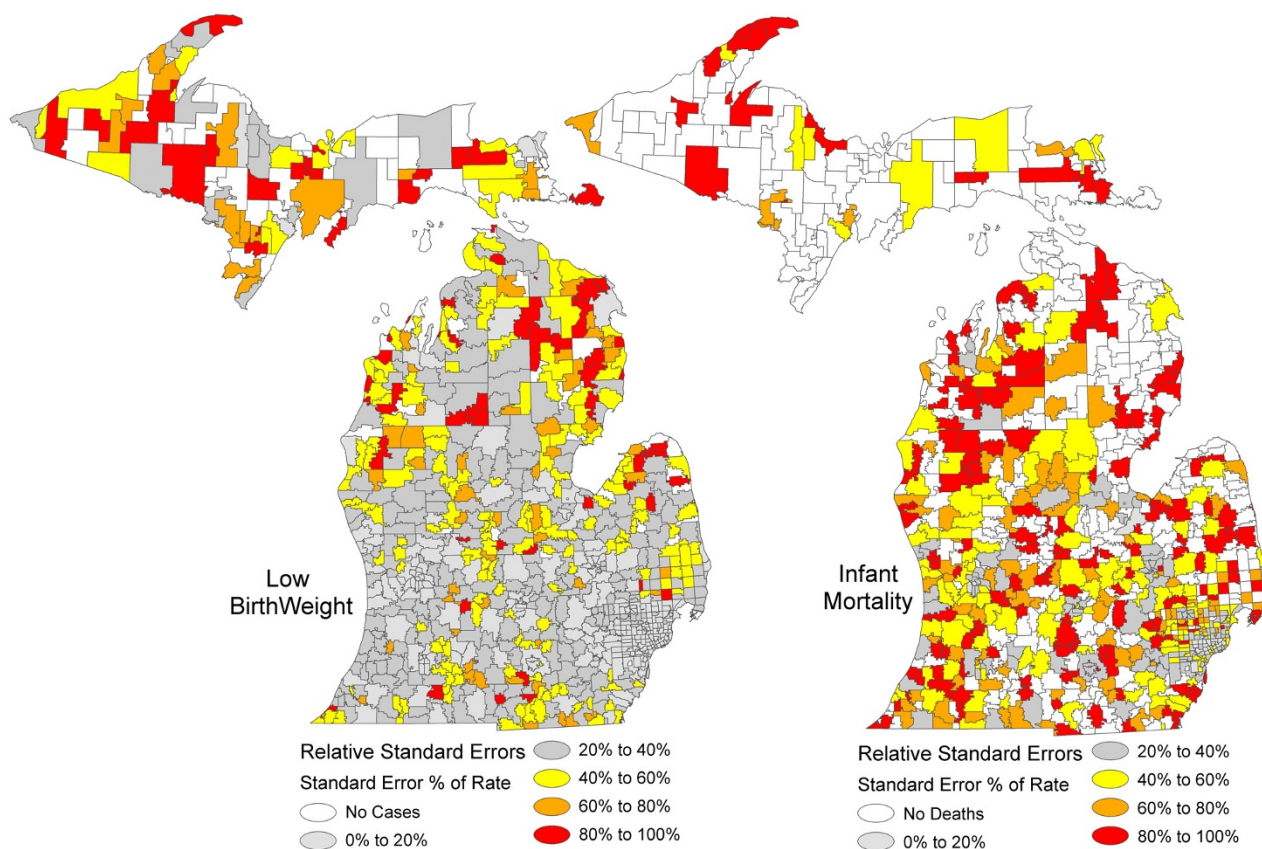 Low
BirthWeight
Relative Standard Errors
Standard Error % of Rate
No Cases
0% to 20%
20% to 40%
40% to 60%
60% to 80%
80% to 100%
Infant
Mortality
Relative Standard Errors
Standard Error % of Rate
No Deaths
0% to 20%
20% to 40%
40% to 60%
60% to 80%
80% to 100%